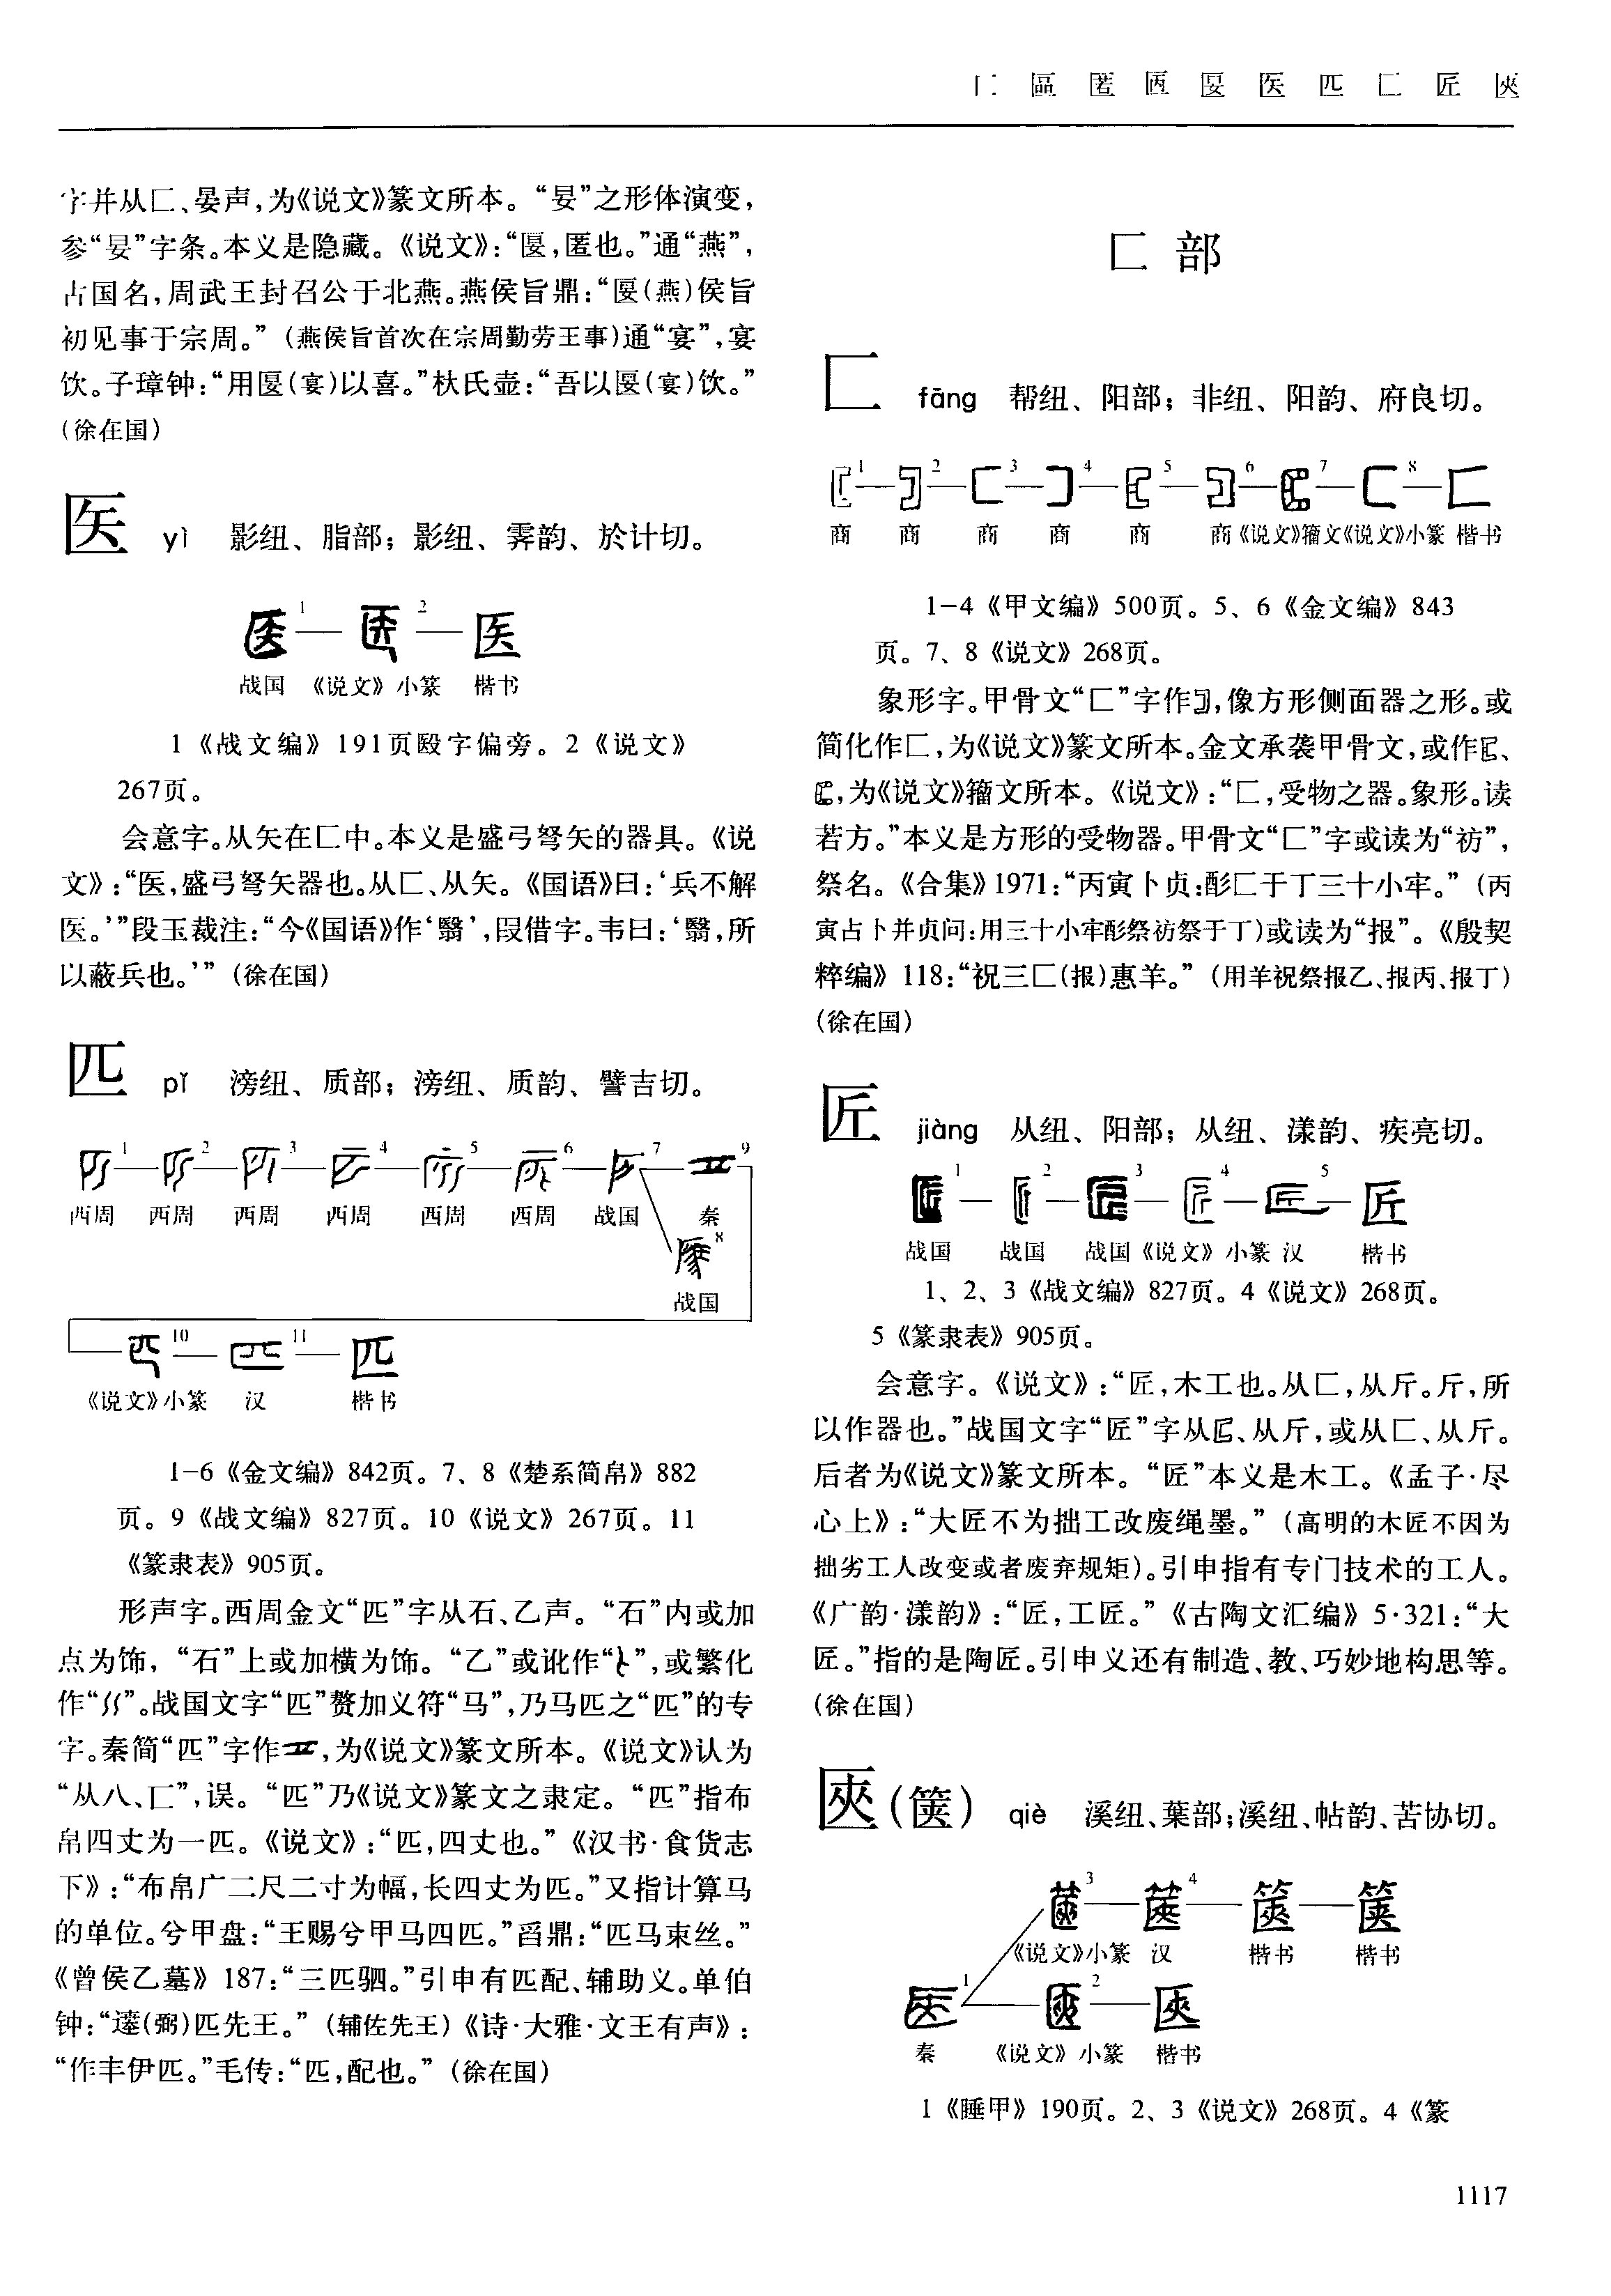 匸 區 匿 匧 匽 医 匹 匚 匠 㛍
字并从匚、晏声，为《说文》篆文所本。“妟”之形体演变，
参“妟”字条。本义是隐藏。《说文》：“匽，匿也。”通“燕”，
古国名，周武王封召公于北燕。燕侯旨鼎：“匽(燕)侯旨
初见事于宗周。”（燕侯旨首次在宗周勤劳王事)通“宴”，宴
饮。子璋钟：“用匽(宴)以喜。”杕氏壶：“吾以匽(宴)饮。”
（徐在国）
医 yì 影纽、脂部；影纽、霁韵、於计切。
1 2 医
战国 《说文》小篆 楷书
1《战文编》191页殹字偏旁。2《说文》
267页。
会意字。从矢在匚中。本义是盛弓弩矢的器具。《说
文》：“医，盛弓弩矢器也。从匚、从矢。《国语》曰：‘兵不解
医。’”段玉裁注：“今《国语》作‘翳’，叚借字。韦曰：‘翳，所
以蔽兵也。’”（徐在国）
匹 pǐ 滂纽、质部；滂纽、质韵、譬吉切。
1 2 3 4 5 6 7 9
西周 西周 西周 西周 西周 西周 战国 秦
8
战国
10 11 匹
《说文》小篆 汉 楷书
1-6《金文编》842页。7、8《楚系简帛》882
页。9《战文编》827页。10《说文》267页。11
《篆隶表》905页。
形声字。西周金文“匹”字从石、乙声。“石”内或加
点为饰，“石”上或加横为饰。“乙”或讹作“”，或繁化
作“”。战国文字“匹”赘加义符“马”，乃马匹之“匹”的专
字。秦简“匹”字作，为《说文》篆文所本。《说文》认为
“从八、匸”，误。“匹”乃《说文》篆文之隶定。“匹”指布
帛四丈为一匹。《说文》：“匹，四丈也。”《汉书·食货志
下》：“布帛广二尺二寸为幅，长四丈为匹。”又指计算马
的单位。兮甲盘：“王赐兮甲马四匹。”舀鼎：“匹马束丝。”
《曾侯乙墓》187：“三匹驷。”引申有匹配、辅助义。单伯
钟：“(弼)匹先王。”（辅佐先王）《诗·大雅·文王有声》：
“作丰伊匹。”毛传：“匹，配也。”（徐在国）
匚部
匚 fāng 帮纽、阳部；非纽、阳韵、府良切。
1 2 3 4 5 6 7 8 匚
商 商 商 商 商 商《说文》籀文《说文》小篆 楷书
1-4《甲文编》500页。5、6《金文编》843
页。7、8《说文》268页。
象形字。甲骨文“匚”字作，像方形侧面器之形。或
简化作匚，为《说文》篆文所本。金文承袭甲骨文，或作、
，为《说文》籀文所本。《说文》：“匚，受物之器。象形。读
若方。”本义是方形的受物器。甲骨文“匚”字或读为“祊”，
祭名。《合集》1971：“丙寅卜贞：酓匚于丁三十小牢。”（丙
寅占卜并贞问：用三十小牢肜祭祊祭于丁)或读为“报”。《殷契
粹编》118：“祝三匚(报)惠羊。”（用羊祝祭报乙、报丙、报丁）
（徐在国）
匠 jiàng 从纽、阳部；从纽、漾韵、疾亮切。
1 2 3 4 5 匠
战国 战国 战国《说文》小篆 汉 楷书
1、2、3《战文编》827页。4《说文》268页。
5《篆隶表》905页。
会意字。《说文》：“匠，木工也。从匚，从斤。斤，所
以作器也。”战国文字“匠”字从、从斤，或从匚、从斤。
后者为《说文》篆文所本。“匠”本义是木工。《孟子·尽
心上》：“大匠不为拙工改废绳墨。”（高明的木匠不因为
拙劣工人改变或者废弃规矩）。引申指有专门技术的工人。
《广韵·漾韵》：“匠，工匠。”《古陶文汇编》5·321：“大
匠。”指的是陶匠。引申义还有制造、教、巧妙地构思等。
（徐在国）
匧（箧） qiè 溪纽、葉部；溪纽、帖韵、苦协切。
3 4 篋 箧
《说文》小篆 汉 楷书 楷书
1 2 匧
秦 《说文》小篆 楷书
1《睡甲》190页。2、3《说文》268页。4《篆
1117